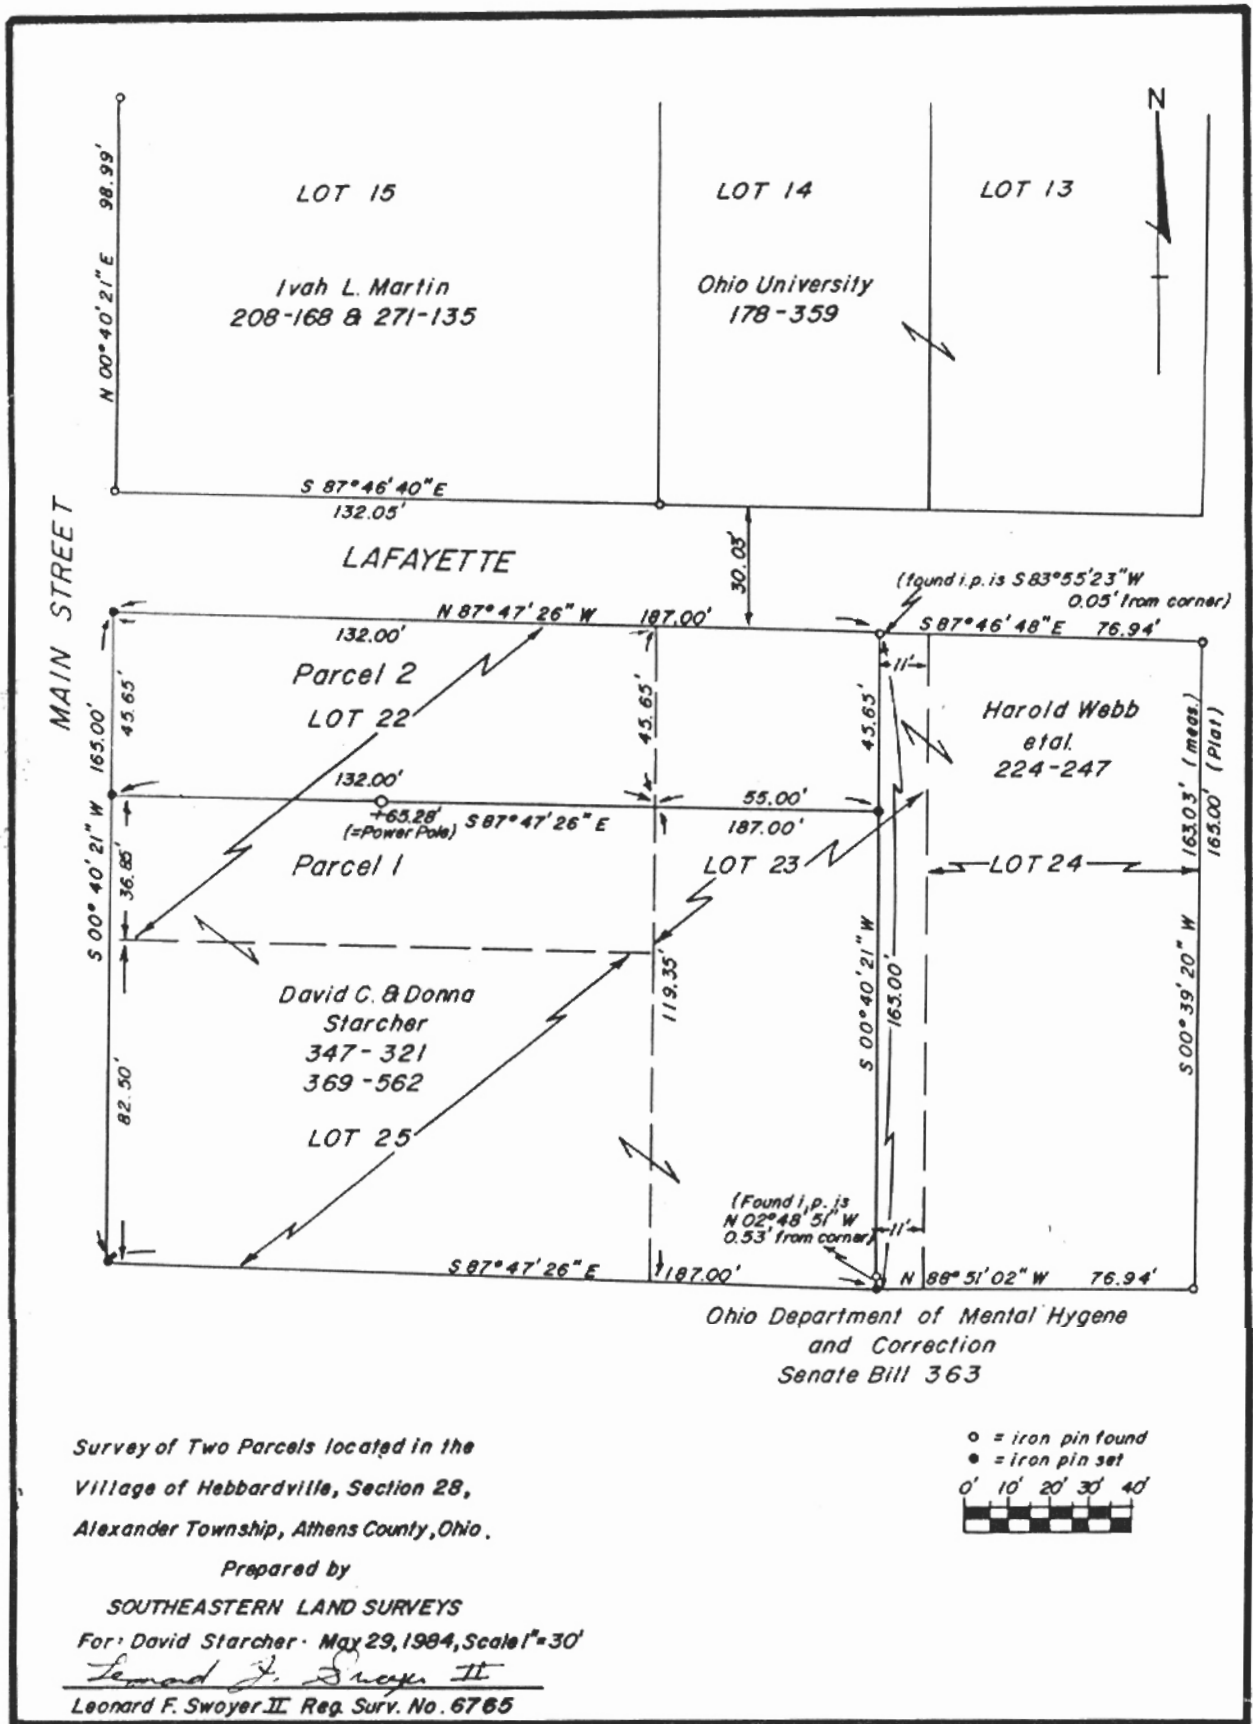 N
LOT 15
LOT 14
LOT 13
N 00° 40' 21" E 98.99'
Ivah L. Martin
208-168 & 271-135
Ohio University
178-359
S 87° 46' 40" E
132.05'
MAIN STREET
LAFAYETTE
30.03'
(found i.p. is S 83°55'23" W
0.05' from corner)
N 87° 47' 26" W 187.00'
132.00'
S 87° 46' 48" E 76.94'
11'
Parcel 2
LOT 22
45.65'
45.65'
45.65'
Harold Webb
etal.
224-247
S 00° 40' 21" W 165.00'
132.00'
+65.28'
(=Power Pole)
S 87° 47' 26" E
55.00'
187.00'
163.03' (meas.)
165.00' (Plat)
36.85'
Parcel 1
LOT 23
LOT 24
S 00° 39' 20" W
S 00° 40' 21" W
165.00'
119.35'
David C. & Donna
Starcher
347-321
369-562
82.50'
LOT 25
(Found i.p. is
N 02° 48' 51" W
0.53' from corner)
11'
S 87° 47' 26" E 187.00'
N 88° 51' 02" W 76.94'
Ohio Department of Mental Hygene
and Correction
Senate Bill 363
Survey of Two Parcels located in the
Village of Hebbardville, Section 28,
Alexander Township, Athens County, Ohio.
Prepared by
SOUTHEASTERN LAND SURVEYS
For: David Starcher · May 29, 1984, Scale 1"=30'
Leonard F. Swoyer II
Leonard F. Swoyer II Reg. Surv. No. 6765
○ = iron pin found
● = iron pin set
0' 10' 20' 30' 40'